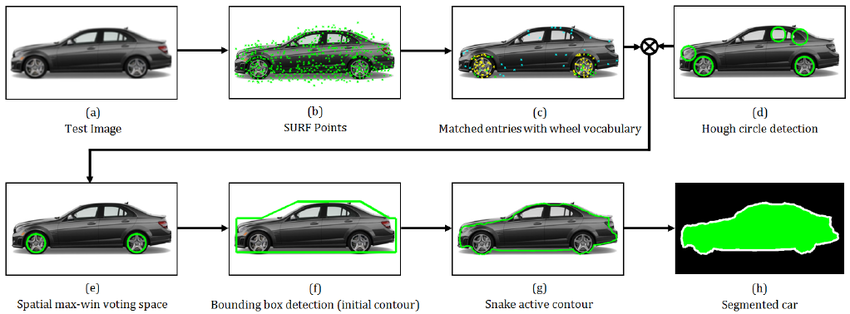 (a)
Test Image
(b)
SURF Points
(c)
Matched entries with wheel vocabulary
(d)
Hough circle detection
(e)
Spatial max-win voting space
(f)
Bounding box detection (initial contour)
(g)
Snake active contour
(h)
Segmented car